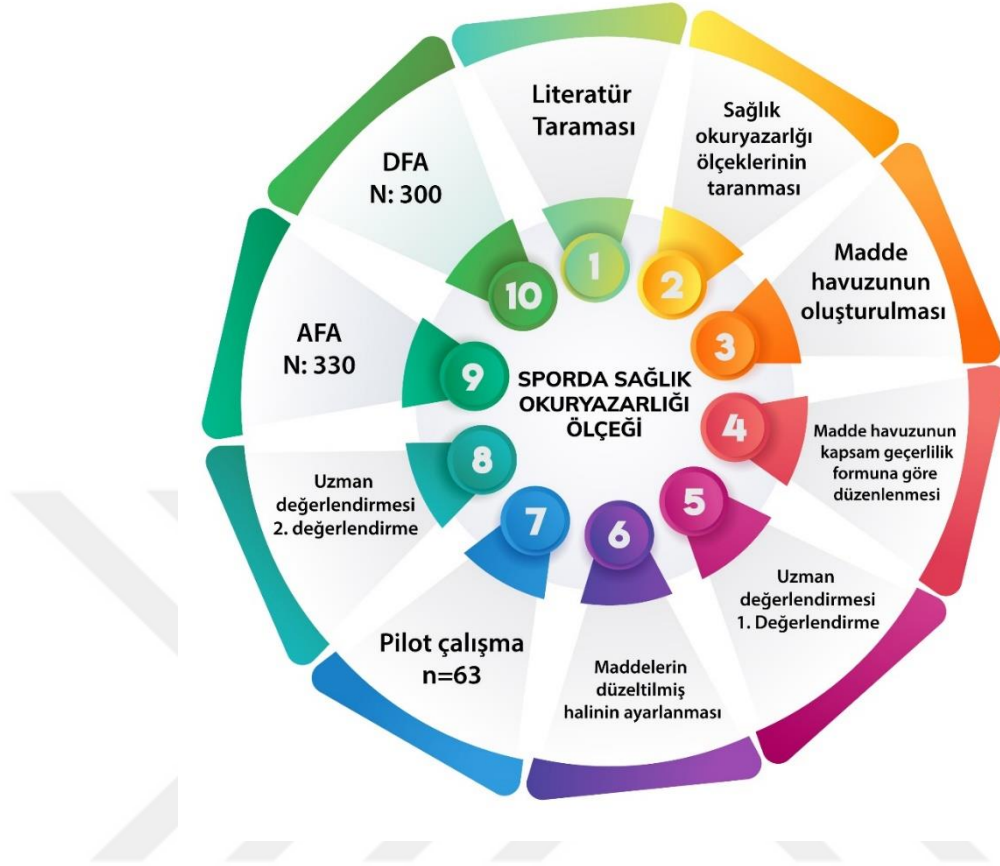 SPORDA SAĞLIK
OKURYAZARLIĞI
ÖLÇEĞİ
1
Literatür
Taraması
2
Sağlık
okuryazarlğı
ölçeklerinin
taranması
3
Madde
havuzunun
oluşturulması
4
Madde havuzunun
kapsam geçerlilik
formuna göre
düzenlenmesi
5
Uzman
değerlendirmesi
1. Değerlendirme
6
Maddelerin
düzeltilmiş
halinin ayarlanması
7
Pilot çalışma
n=63
8
Uzman
değerlendirmesi
2. değerlendirme
9
AFA
N: 330
10
DFA
N: 300